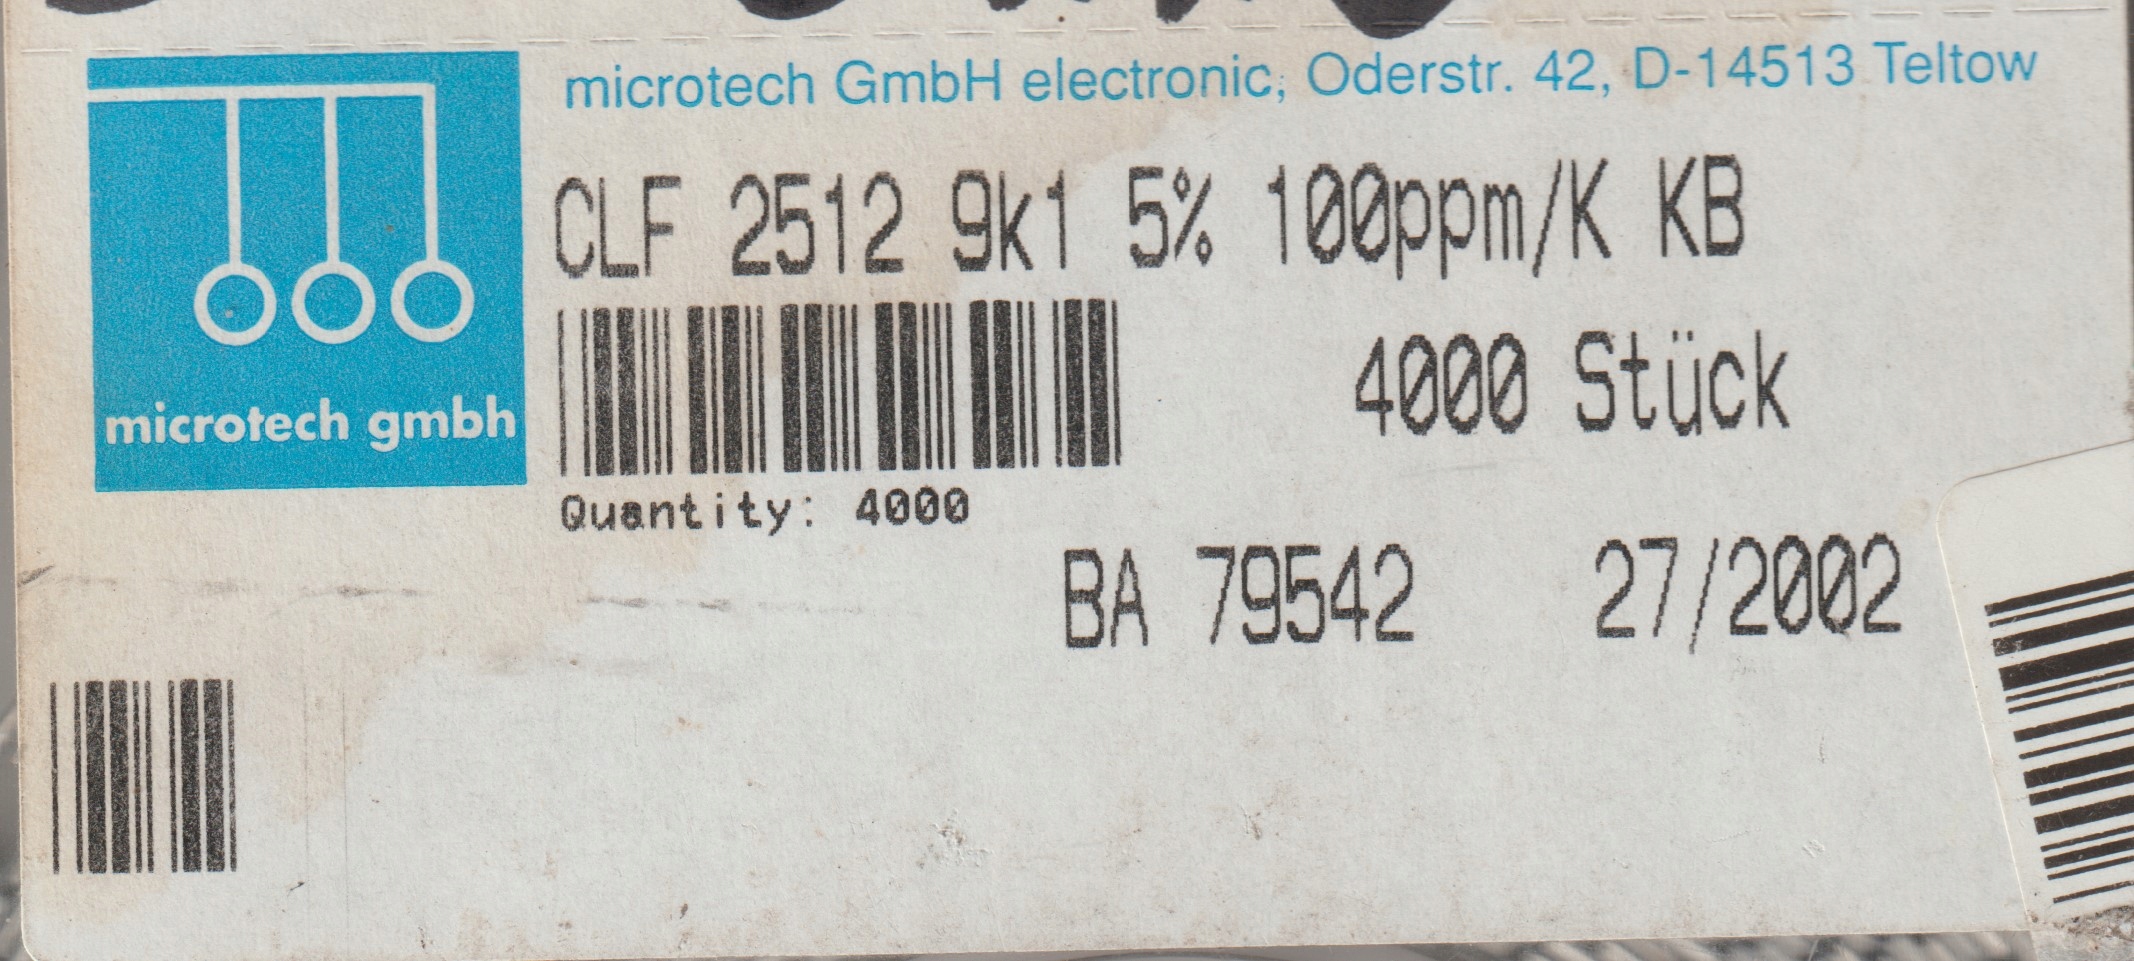 microtech GmbH electronic, Oderstr. 42, D-14513 Teltow
CLF 2512 9k1 5% 100ppm/K KB
4000 Stück
microtech gmbh
Quantity: 4000
BA 79542 27/2002